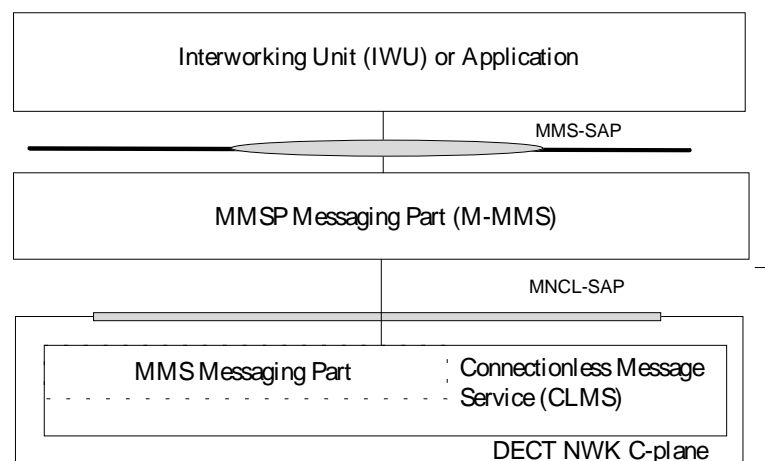 Interworking Unit (IWU) or Application
MMS-SAP
MMSP Messaging Part (M-MMS)
MNCL-SAP
MMS Messaging Part
Connectionless Message
Service (CLMS)
DECT NWK C-plane